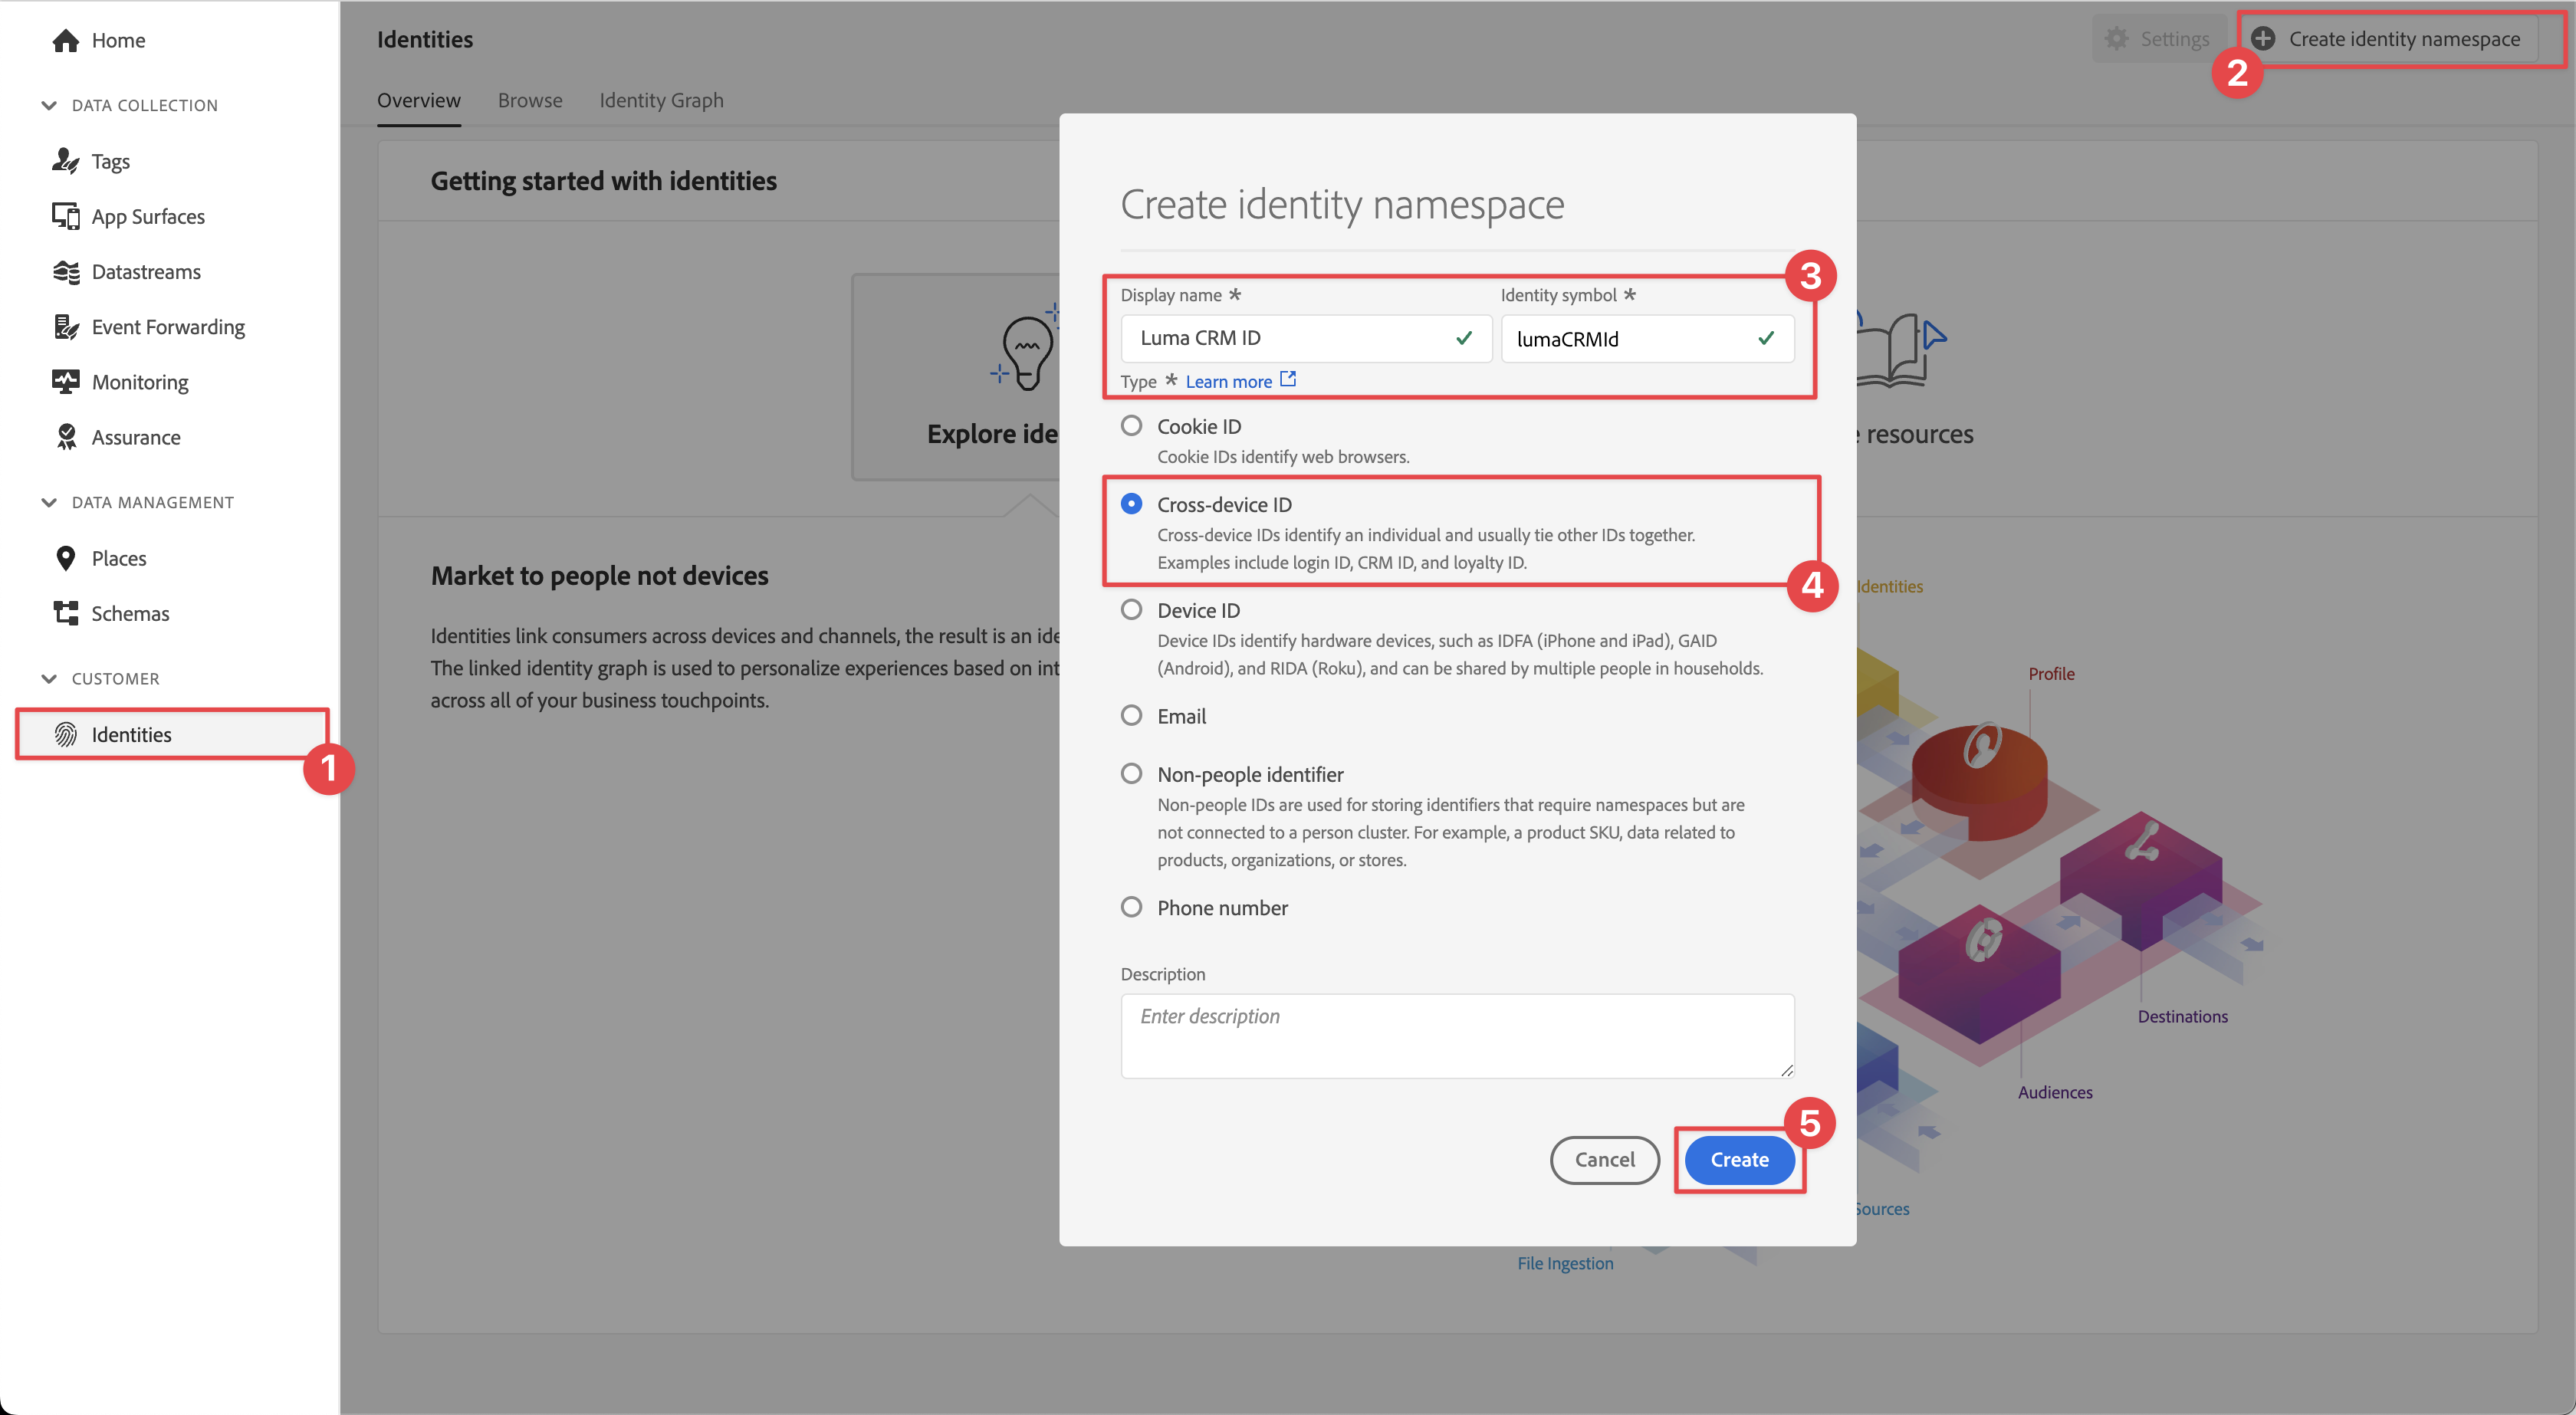 Home
DATA COLLECTION
Tags
App Surfaces
Datastreams
Event Forwarding
Monitoring
Assurance
DATA MANAGEMENT
Places
Schemas
CUSTOMER
Identities
1
Identities
Settings
Create identity namespace
2
Overview
Browse
Identity Graph
Getting started with identities
Explore ide
resources
Market to people not devices
Identities link consumers across devices and channels, the result is an ide
The linked identity graph is used to personalize experiences based on int
across all of your business touchpoints.
Create identity namespace
3
Display name *
Identity symbol *
Luma CRM ID
lumaCRMId
Type * Learn more
Cookie ID
Cookie IDs identify web browsers.
Cross-device ID
Cross-device IDs identify an individual and usually tie other IDs together.
Examples include login ID, CRM ID, and loyalty ID.
4
Device ID
Device IDs identify hardware devices, such as IDFA (iPhone and iPad), GAID
(Android), and RIDA (Roku), and can be shared by multiple people in households.
Email
Non-people identifier
Non-people IDs are used for storing identifiers that require namespaces but are
not connected to a person cluster. For example, a product SKU, data related to
products, organizations, or stores.
Phone number
Description
Enter description
5
Cancel
Create
Identities
Profile
Destinations
Audiences
Sources
File Ingestion